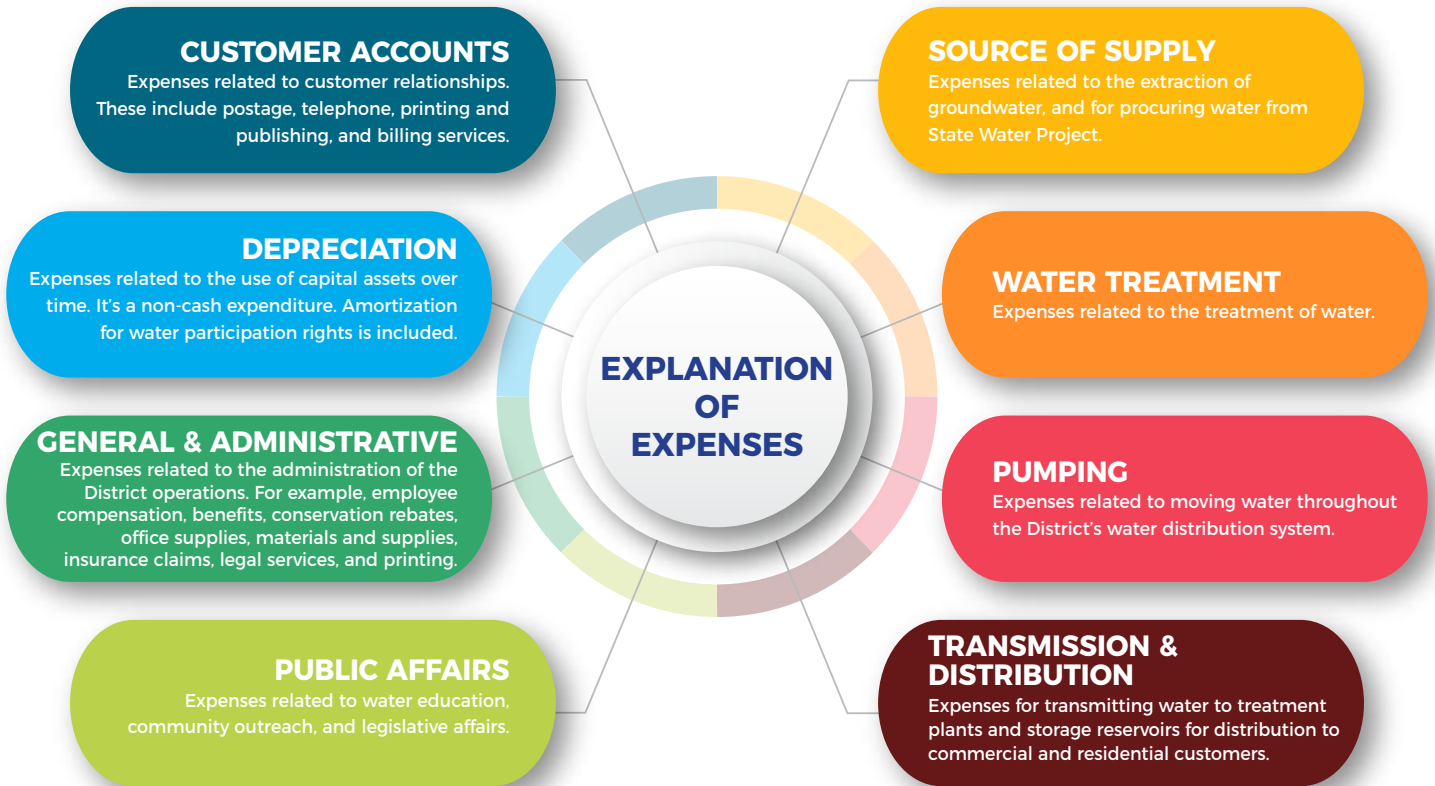 CUSTOMER ACCOUNTS
Expenses related to customer relationships.
These include postage, telephone, printing and
publishing, and billing services.
DEPRECIATION
Expenses related to the use of capital assets over
time. It's a non-cash expenditure. Amortization
for water participation rights is included.
GENERAL & ADMINISTRATIVE
Expenses related to the administration of the
District operations. For example, employee
compensation, benefits, conservation rebates,
office supplies, materials and supplies,
insurance claims, legal services, and printing.
PUBLIC AFFAIRS
Expenses related to water education,
community outreach, and legislative affairs.
EXPLANATION
OF
EXPENSES
SOURCE OF SUPPLY
Expenses related to the extraction of
groundwater, and for procuring water from
State Water Project.
WATER TREATMENT
Expenses related to the treatment of water.
PUMPING
Expenses related to moving water throughout
the District's water distribution system.
TRANSMISSION &
DISTRIBUTION
Expenses for transmitting water to treatment
plants and storage reservoirs for distribution to
commercial and residential customers.